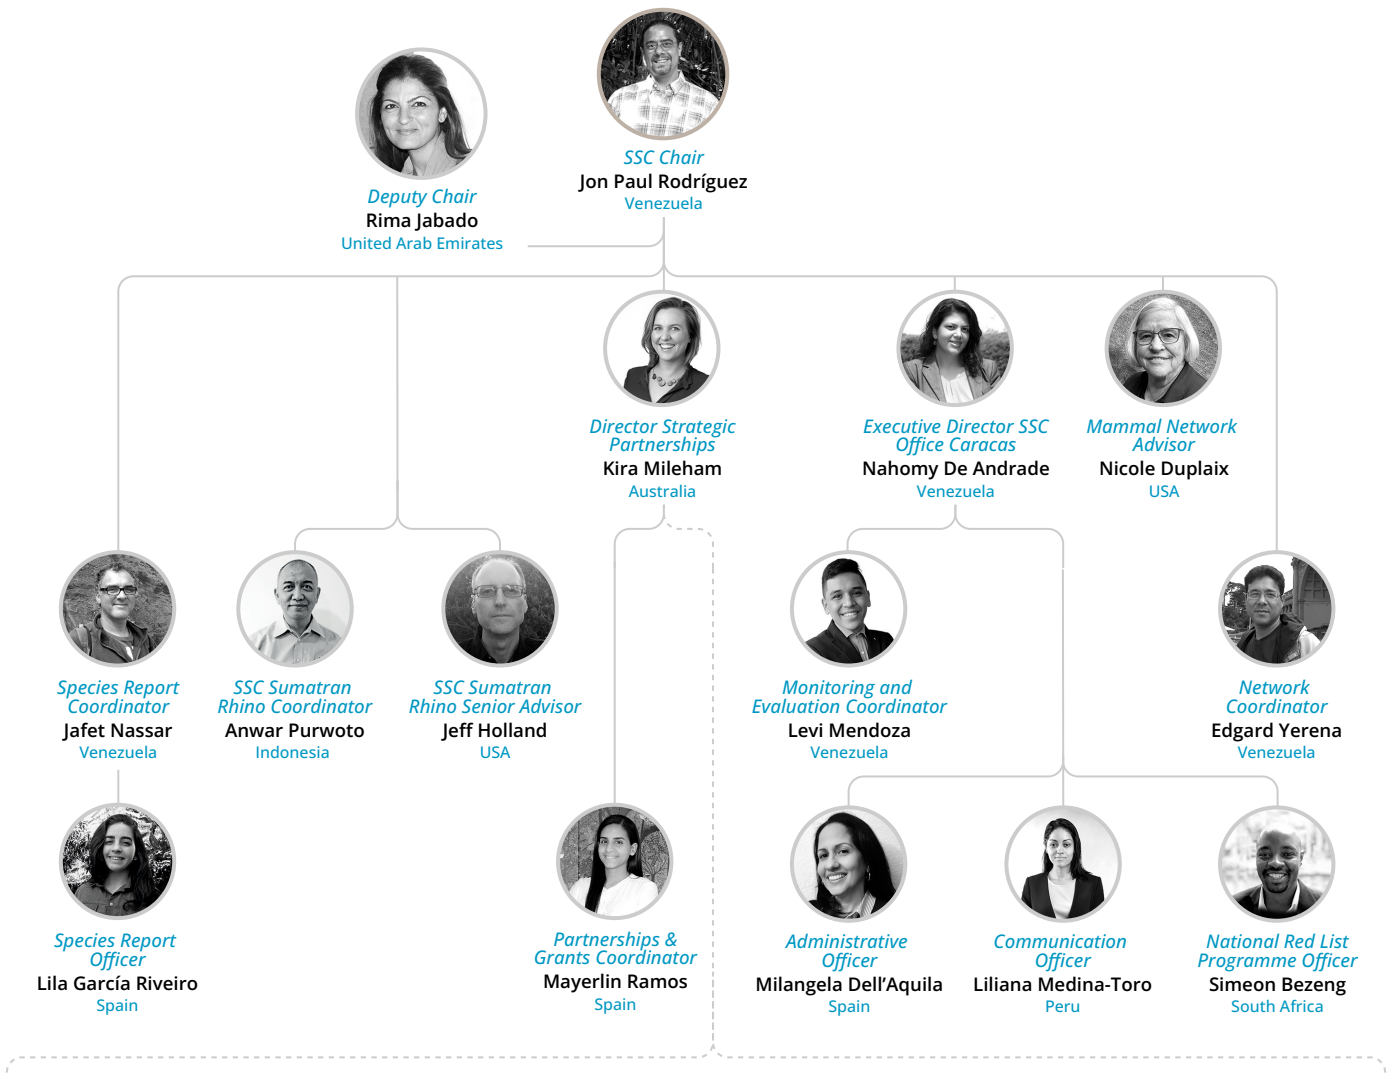 SSC Chair
Jon Paul Rodríguez
Venezuela
Deputy Chair
Rima Jabado
United Arab Emirates
Director Strategic
Partnerships
Kira Mileham
Australia
Executive Director SSC
Office Caracas
Nahomy De Andrade
Venezuela
Mammal Network
Advisor
Nicole Duplaix
USA
Species Report
Coordinator
Jafet Nassar
Venezuela
SSC Sumatran
Rhino Coordinator
Anwar Purwoto
Indonesia
SSC Sumatran
Rhino Senior Advisor
Jeff Holland
USA
Monitoring and
Evaluation Coordinator
Levi Mendoza
Venezuela
Network
Coordinator
Edgard Yerena
Venezuela
Species Report
Officer
Lila García Riveiro
Spain
Partnerships &
Grants Coordinator
Mayerlin Ramos
Spain
Administrative
Officer
Milangela Dell’Aquila
Spain
Communication
Officer
Liliana Medina-Toro
Peru
National Red List
Programme Officer
Simeon Bezeng
South Africa